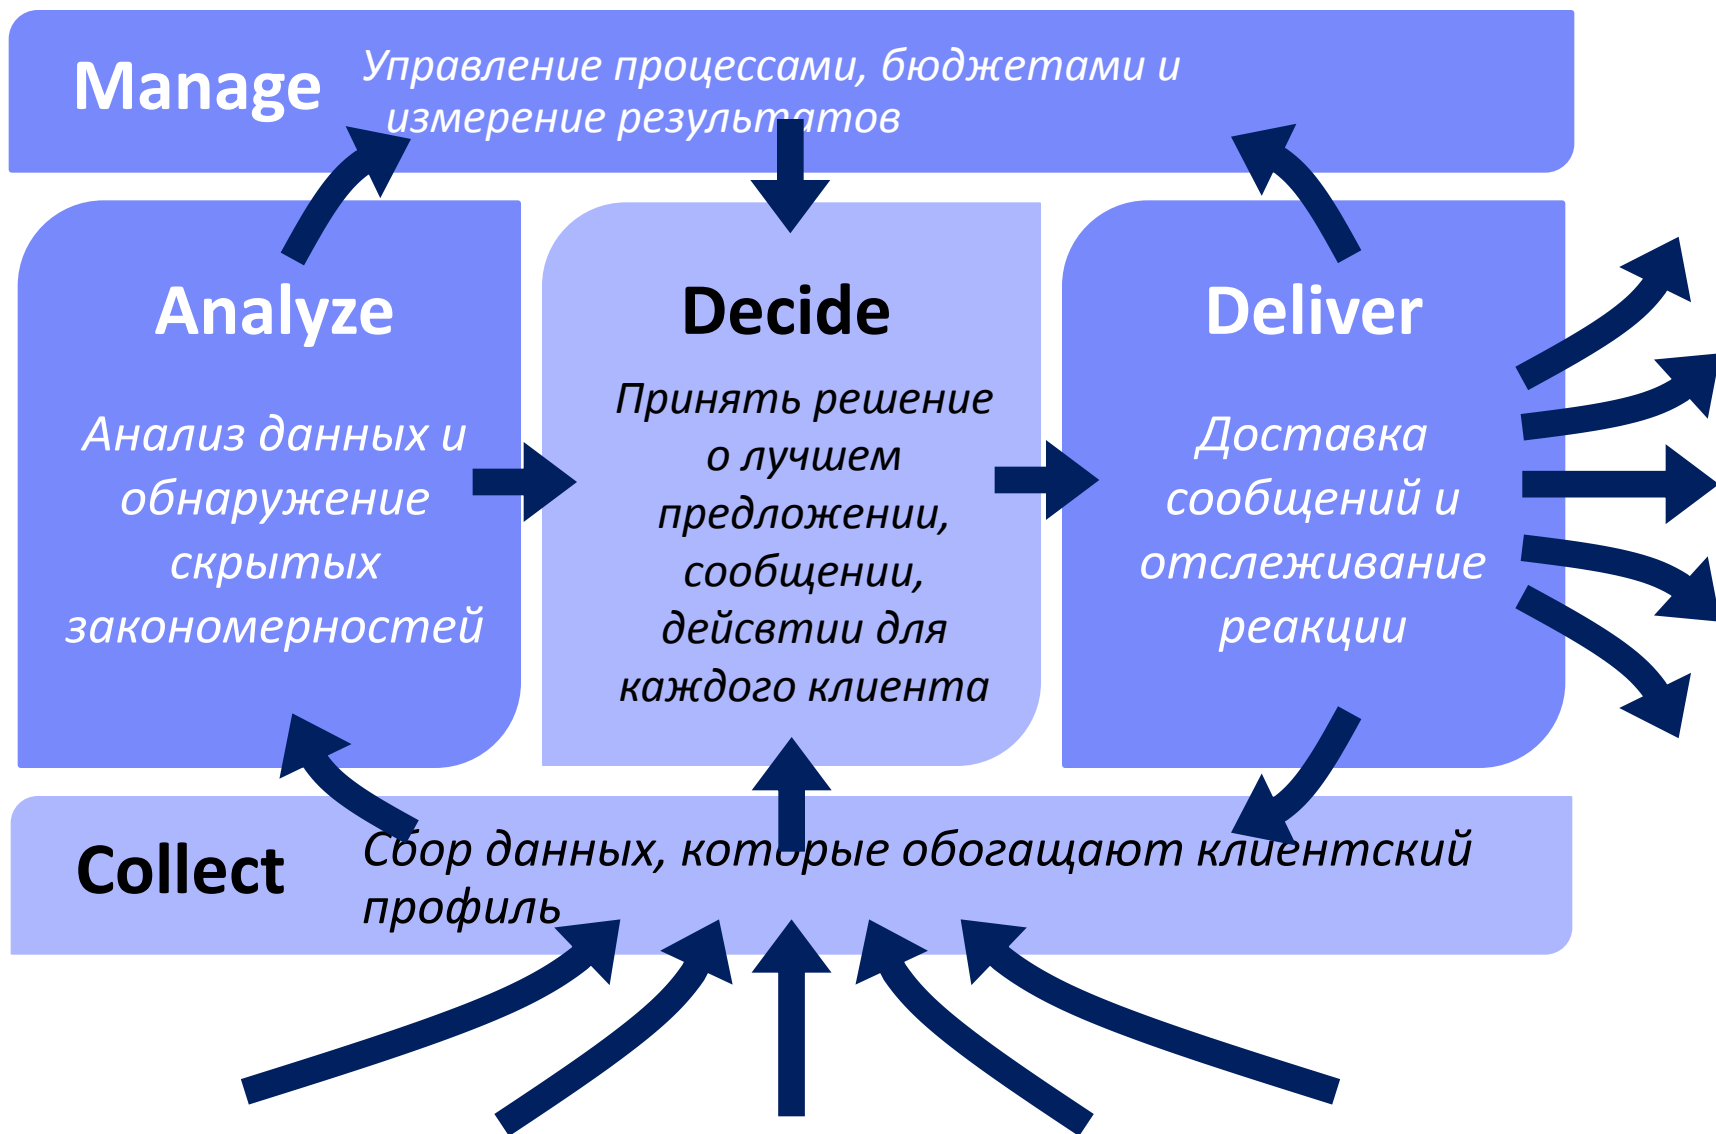 Manage
Управление процессами, бюджетами и
измерение результатов
Analyze
Анализ данных и
обнаружение
скрытых
закономерностей
Decide
Принять решение
о лучшем
предложении,
сообщении,
дейсвтии для
каждого клиента
Deliver
Доставка
сообщений и
отслеживание
реакции
Collect
Сбор данных, которые обогащают клиентский
профиль